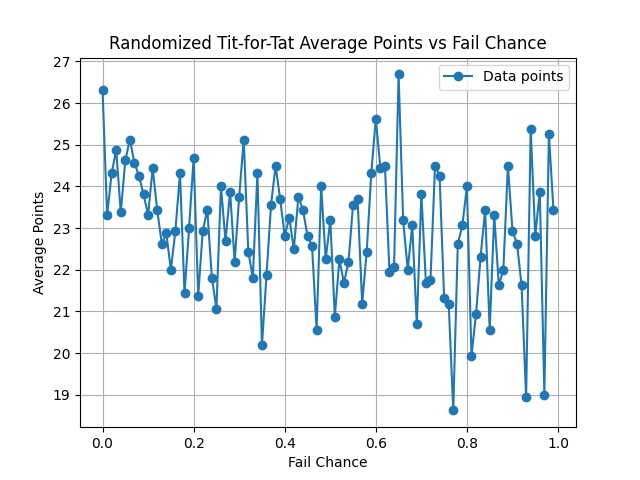 Randomized Tit-for-Tat Average Points vs Fail Chance
Data points
27
26
25
24
23
22
21
20
19
Average Points
0.0 0.2 0.4 0.6 0.8 1.0
Fail Chance